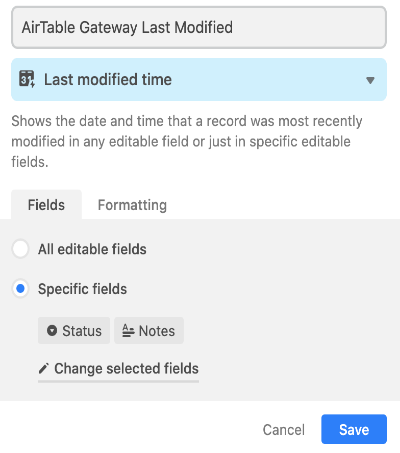 AirTable Gateway Last Modified
Last modified time
Shows the date and time that a record was most recently
modified in any editable field or just in specific editable
fields.
Fields Formatting
All editable fields
Specific fields
Status Notes
Change selected fields
Cancel Save